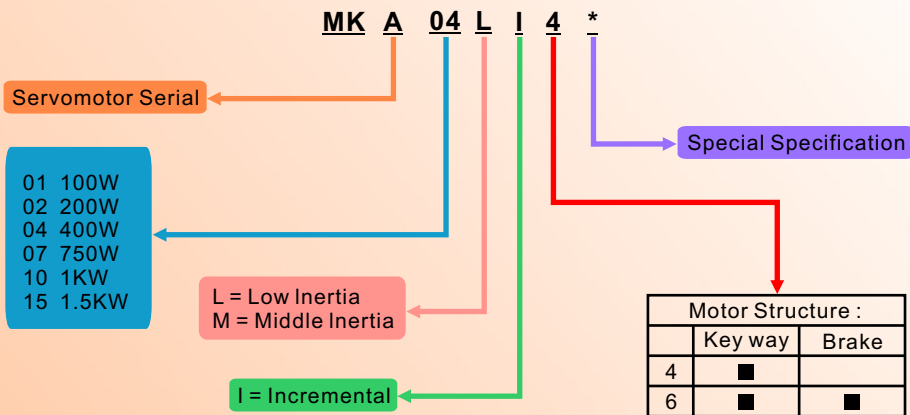 MK A 04 L I 4 *
Servomotor Serial
Special Specification
01 100W
02 200W
04 400W
07 750W
10 1KW
15 1.5KW
L = Low Inertia
M = Middle Inertia
I = Incremental
Motor Structure :
Key way Brake
4 ■
6 ■ ■